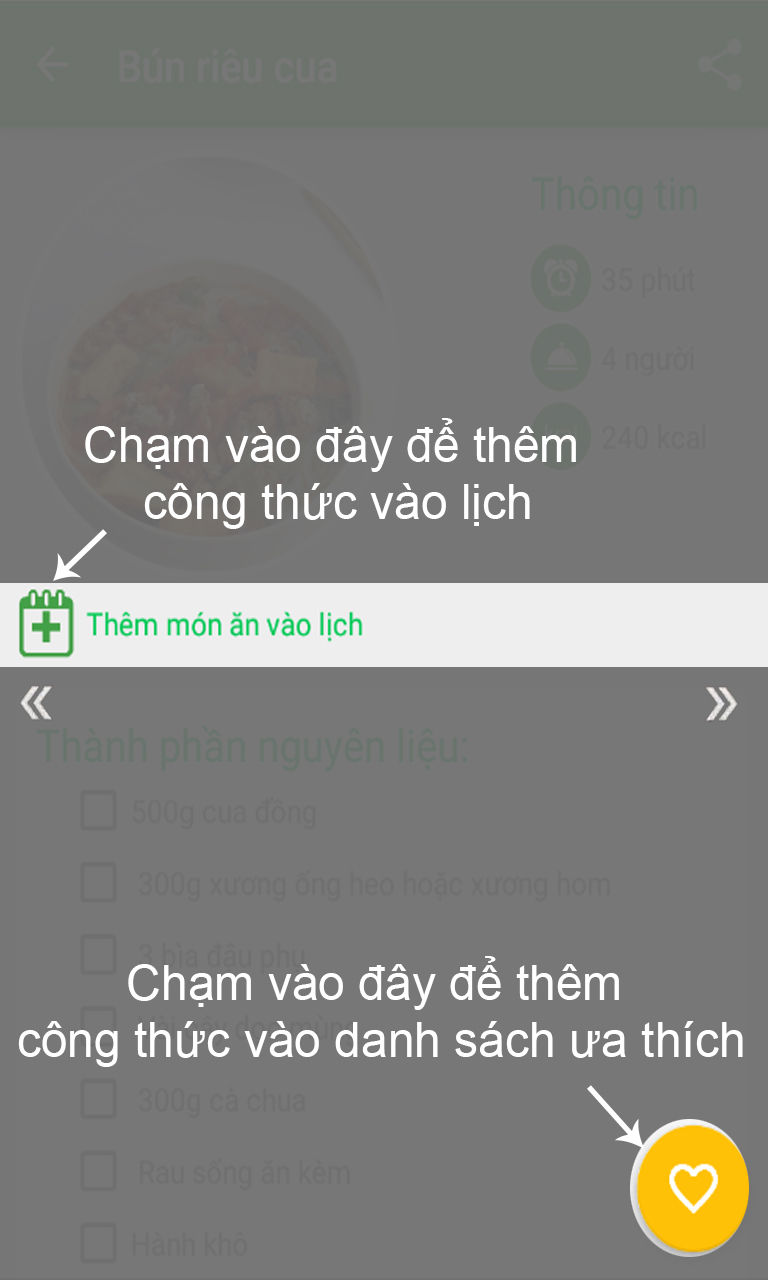 Bún riêu cua
Thông tin
35 phút
4 người
240 kcal
Chạm vào đây để thêm
công thức vào lịch
Thêm món ăn vào lịch
Thành phần nguyên liệu:
500g cua đồng
300g xương ống heo hoặc xương hom
3 bìa đậu phụ
Chạm vào đây để thêm
công thức vào danh sách ưa thích
300g cà chua
Rau sống ăn kèm
Hành khô